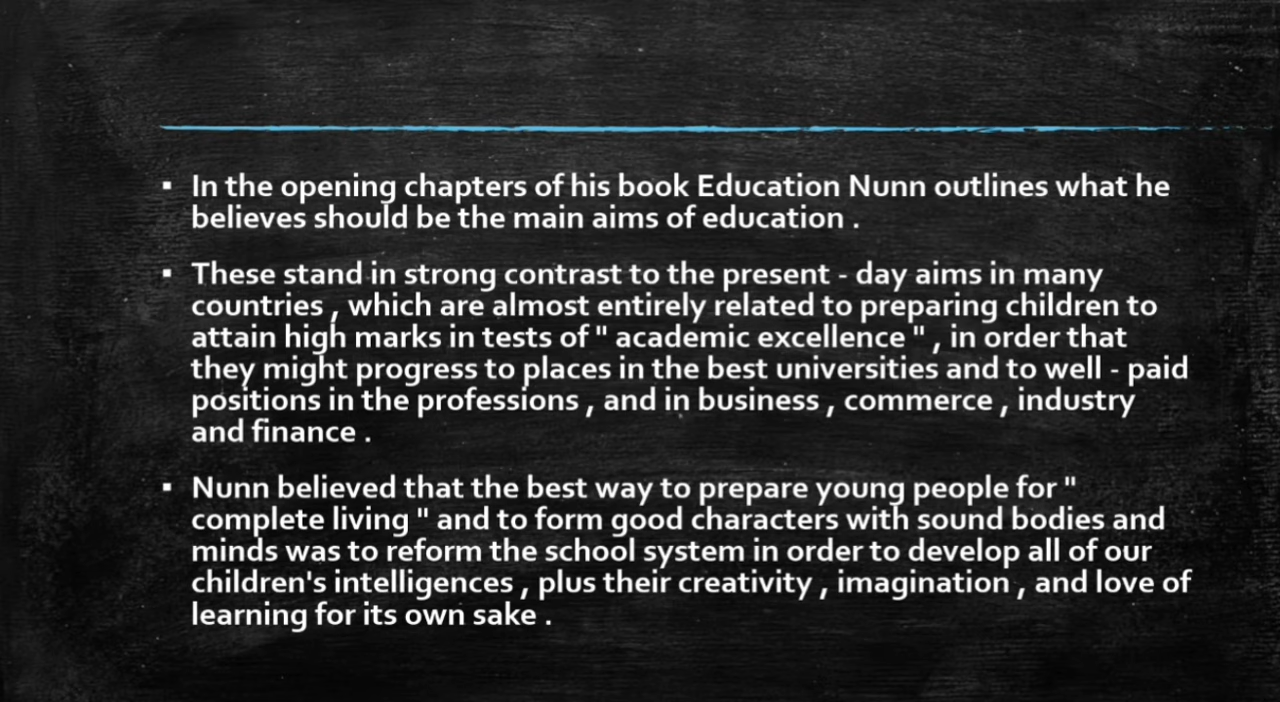 ▪ In the opening chapters of his book Education Nunn outlines what he
believes should be the main aims of education .
▪ These stand in strong contrast to the present - day aims in many
countries , which are almost entirely related to preparing children to
attain high marks in tests of " academic excellence " , in order that
they might progress to places in the best universities and to well - paid
positions in the professions , and in business , commerce , industry
and finance .
▪ Nunn believed that the best way to prepare young people for "
complete living " and to form good characters with sound bodies and
minds was to reform the school system in order to develop all of our
children's intelligences , plus their creativity , imagination , and love of
learning for its own sake .